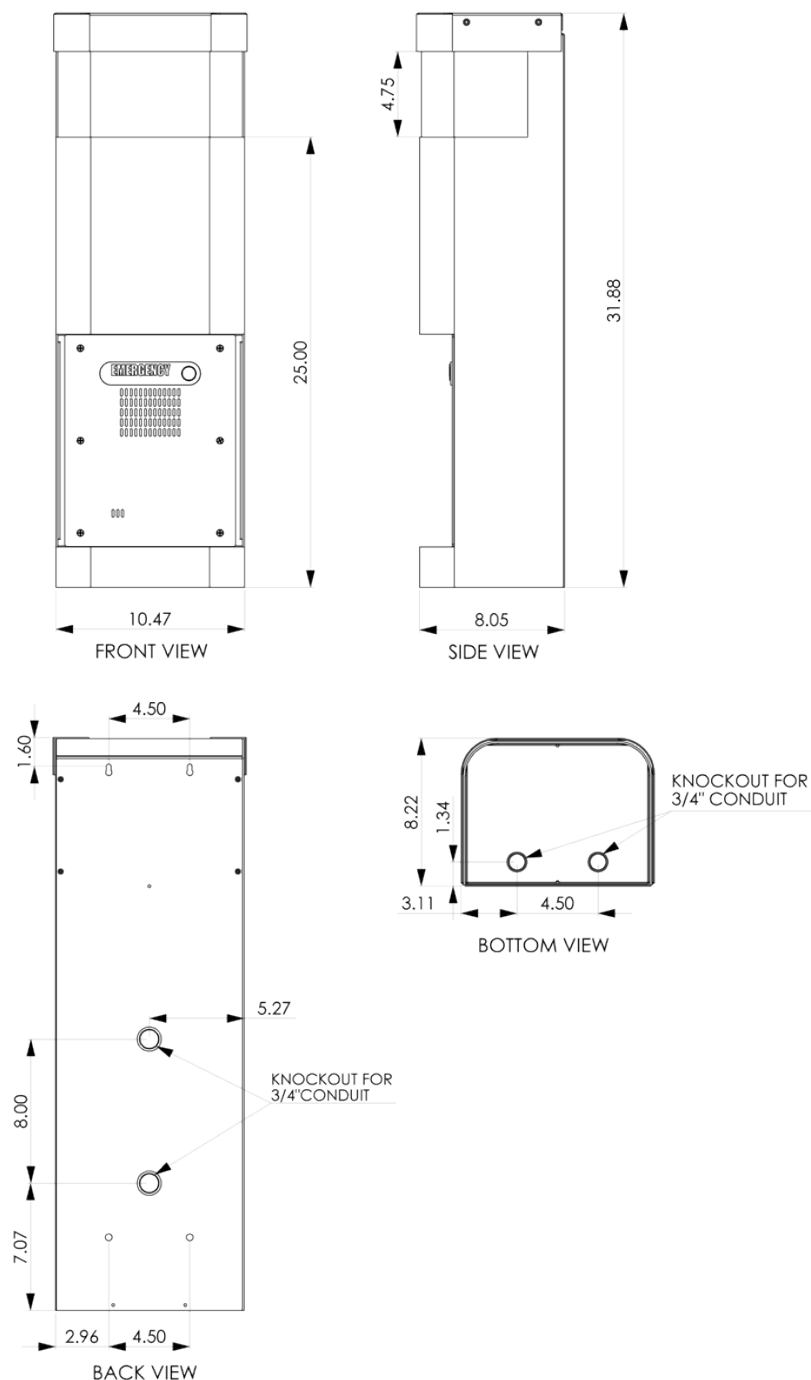 4.75
31.88
25.00
EMERGENCY
10.47
FRONT VIEW
8.05
SIDE VIEW
4.50
1.60
KNOCKOUT FOR
3/4" CONDUIT
8.22
1.34
3.11
4.50
BOTTOM VIEW
5.27
KNOCKOUT FOR
3/4"CONDUIT
8.00
7.07
2.96
4.50
BACK VIEW